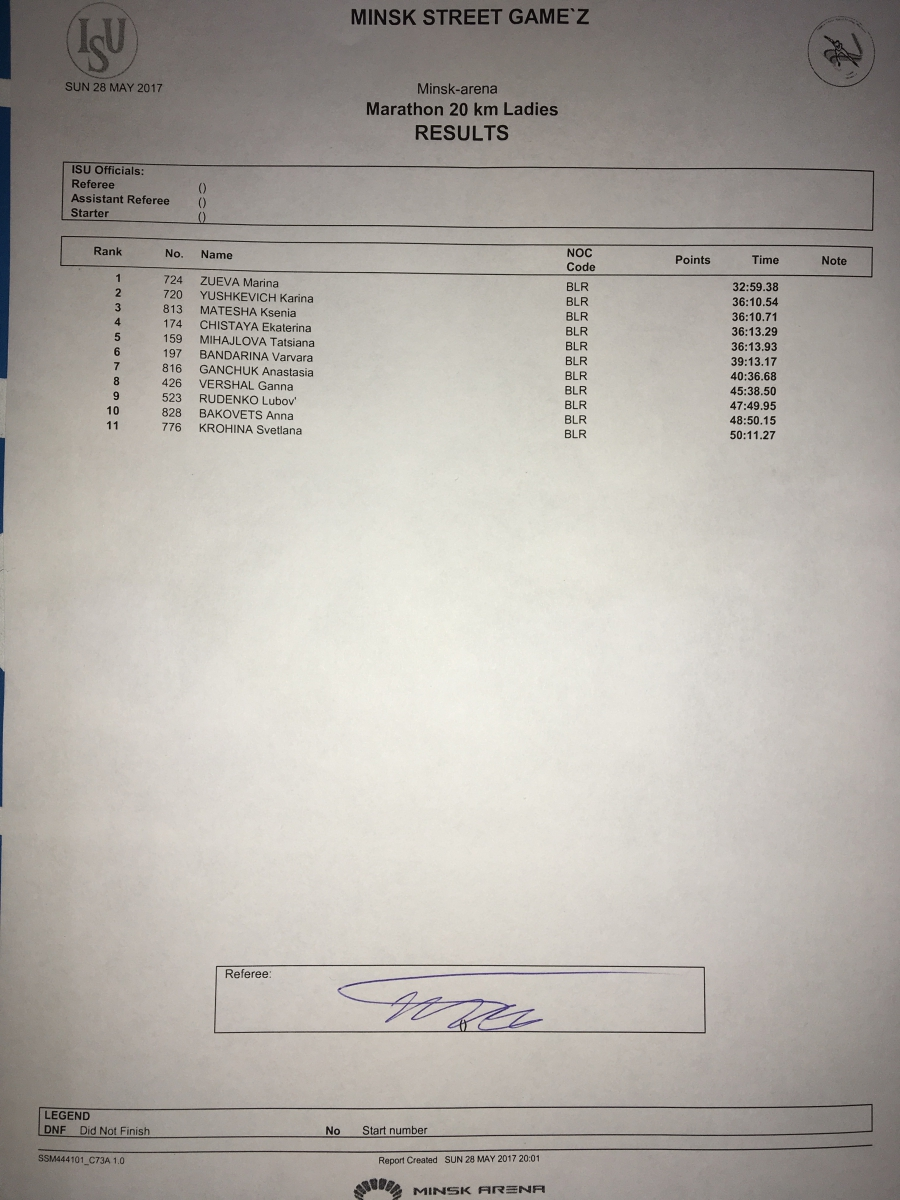 MINSK STREET GAME`Z
ISU
SUN 28 MAY 2017
Minsk-arena
Marathon 20 km Ladies
RESULTS
ISU Officials:
Referee ()
Assistant Referee ()
Starter ()
Rank No. Name NOC Code Points Time Note
1 724 ZUEVA Marina BLR 32:59.38
2 720 YUSHKEVICH Karina BLR 36:10.54
3 813 MATESHA Ksenia BLR 36:10.71
4 174 CHISTAYA Ekaterina BLR 36:13.29
5 159 MIHAJLOVA Tatsiana BLR 36:13.93
6 197 BANDARINA Varvara BLR 39:13.17
7 816 GANCHUK Anastasia BLR 40:36.68
8 426 VERSHAL Ganna BLR 45:38.50
9 523 RUDENKO Lubov' BLR 47:49.95
10 828 BAKOVETS Anna BLR 48:50.15
11 776 KROHINA Svetlana BLR 50:11.27
Referee:
()
LEGEND
DNF Did Not Finish No Start number
SSM444101_C73A 1.0 Report Created SUN 28 MAY 2017 20:01
MINSK ARENA